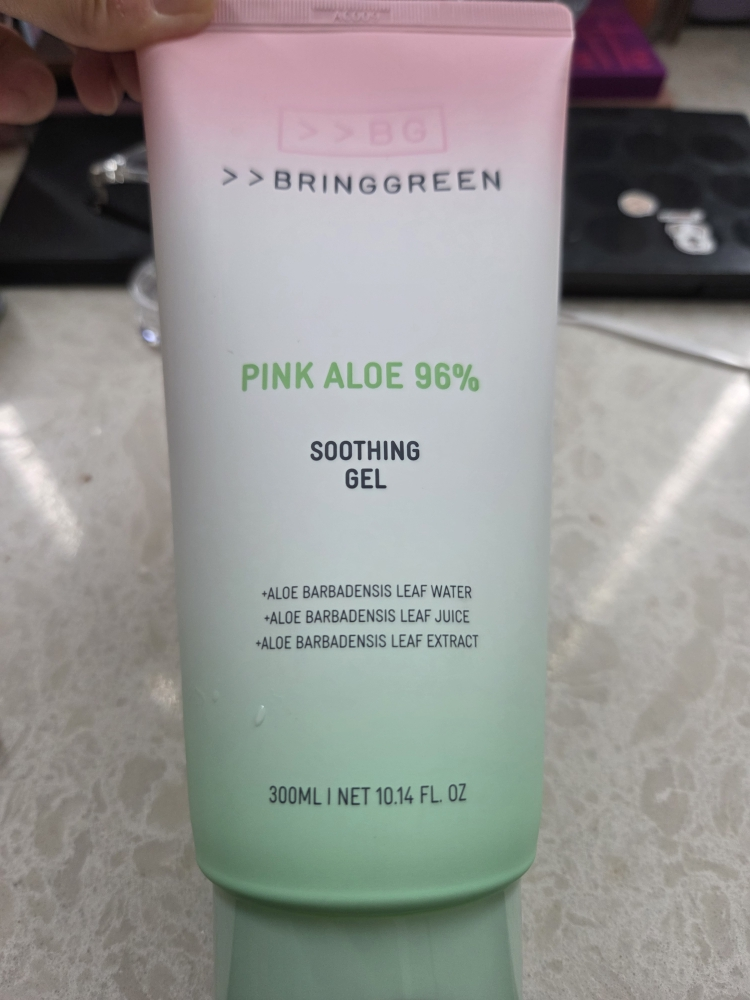 >>BG
>>BRINGGREEN
PINK ALOE 96%
SOOTHING
GEL
+ALOE BARBADENSIS LEAF WATER
+ALOE BARBADENSIS LEAF JUICE
+ALOE BARBADENSIS LEAF EXTRACT
300ML | NET 10.14 FL. OZ